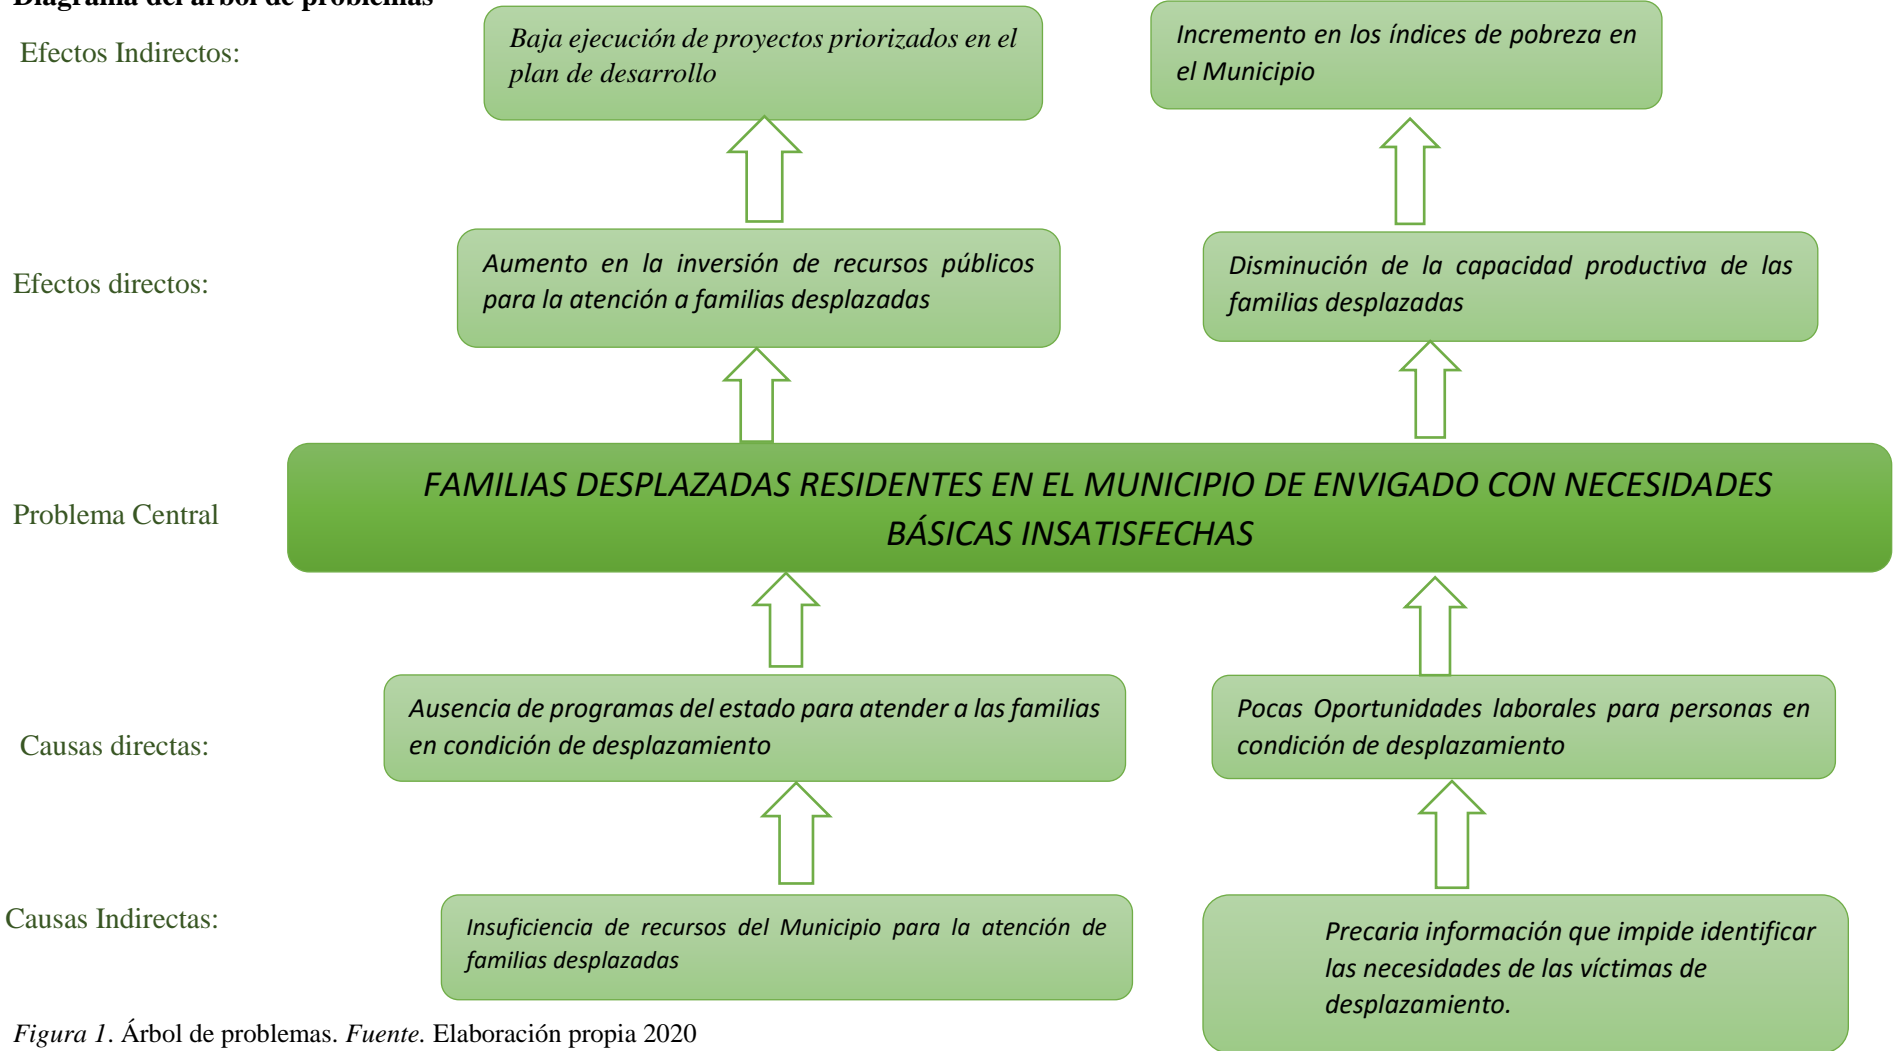 Diagrama del árbol de problemas
Efectos Indirectos:
Baja ejecución de proyectos priorizados en el
plan de desarrollo
Incremento en los índices de pobreza en
el Municipio
Efectos directos:
Aumento en la inversión de recursos públicos
para la atención a familias desplazadas
Disminución de la capacidad productiva de las
familias desplazadas
Problema Central
FAMILIAS DESPLAZADAS RESIDENTES EN EL MUNICIPIO DE ENVIGADO CON NECESIDADES
BÁSICAS INSATISFECHAS
Causas directas:
Ausencia de programas del estado para atender a las familias
en condición de desplazamiento
Pocas Oportunidades laborales para personas en
condición de desplazamiento
Causas Indirectas:
Insuficiencia de recursos del Municipio para la atención de
familias desplazadas
Precaria información que impide identificar
las necesidades de las víctimas de
desplazamiento.
Figura 1. Árbol de problemas. Fuente. Elaboración propia 2020